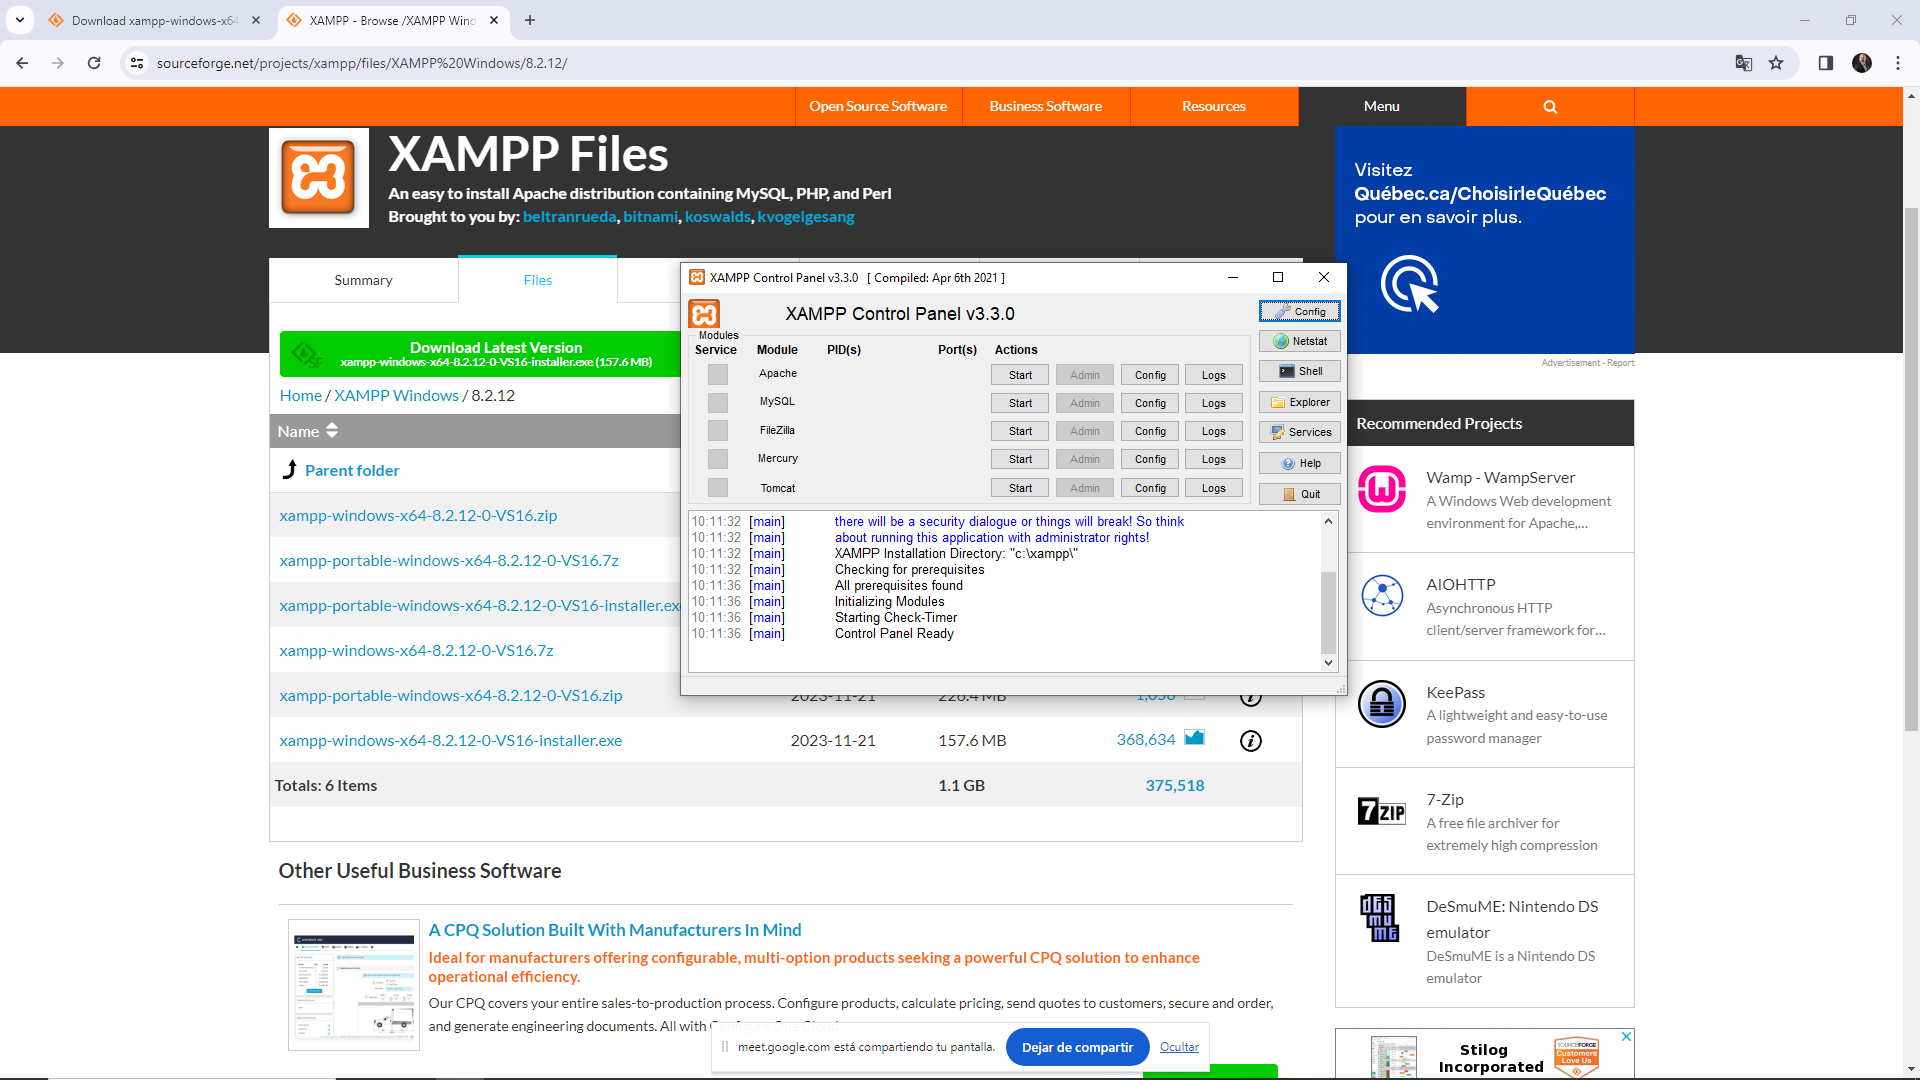 Download xampp-windows-x64
XAMPP - Browse /XAMPP Wind
sourceforge.net/projects/xampp/files/XAMPP%20Windows/8.2.12/
Open Source Software
Business Software
Resources
Menu
XAMPP Files
An easy to install Apache distribution containing MySQL, PHP, and Perl
Brought to you by: beltranrueda, bitnami, koswalds, kvogelgesang
Visitez
Québec.ca/ChoisirleQuébec
pour en savoir plus.
Advertisement - Report
Summary
Files
Download Latest Version
xampp-windows-x64-8.2.12-0-VS16-installer.exe (157.6 MB)
Home / XAMPP Windows / 8.2.12
Name
Parent folder
xampp-windows-x64-8.2.12-0-VS16.zip
xampp-portable-windows-x64-8.2.12-0-VS16.7z
xampp-portable-windows-x64-8.2.12-0-VS16-installer.exe
xampp-windows-x64-8.2.12-0-VS16.7z
xampp-portable-windows-x64-8.2.12-0-VS16.zip 2023-11-21 226.4 MB 1,056
xampp-windows-x64-8.2.12-0-VS16-installer.exe 2023-11-21 157.6 MB 368,634
Totals: 6 Items 1.1 GB 375,518
XAMPP Control Panel v3.3.0 [ Compiled: Apr 6th 2021 ]
XAMPP Control Panel v3.3.0
Modules
Service Module PID(s) Port(s) Actions
Apache Start Admin Config Logs
MySQL Start Admin Config Logs
FileZilla Start Admin Config Logs
Mercury Start Admin Config Logs
Tomcat Start Admin Config Logs
Config
Netstat
Shell
Explorer
Services
Help
Quit
10:11:32 [main] there will be a security dialogue or things will break! So think
10:11:32 [main] about running this application with administrator rights!
10:11:32 [main] XAMPP Installation Directory: "c:\xampp\"
10:11:32 [main] Checking for prerequisites
10:11:36 [main] All prerequisites found
10:11:36 [main] Initializing Modules
10:11:36 [main] Starting Check-Timer
10:11:36 [main] Control Panel Ready
Recommended Projects
Wamp - WampServer
A Windows Web development
environment for Apache,...
AIOHTTP
Asynchronous HTTP
client/server framework for...
KeePass
A lightweight and easy-to-use
password manager
7ZIP
7-Zip
A free file archiver for
extremely high compression
DeSmuME
DeSmuME: Nintendo DS
emulator
DeSmuME is a Nintendo DS
emulator
Other Useful Business Software
A CPQ Solution Built With Manufacturers In Mind
Ideal for manufacturers offering configurable, multi-option products seeking a powerful CPQ solution to enhance
operational efficiency.
Our CPQ covers your entire sales-to-production process. Configure products, calculate pricing, send quotes to customers, secure and order,
and generate engineering documents. All with
meet.google.com está compartiendo tu pantalla.
Dejar de compartir
Ocultar
Stilog
Incorporated
SOURCEFORGE
Customers
Love Us